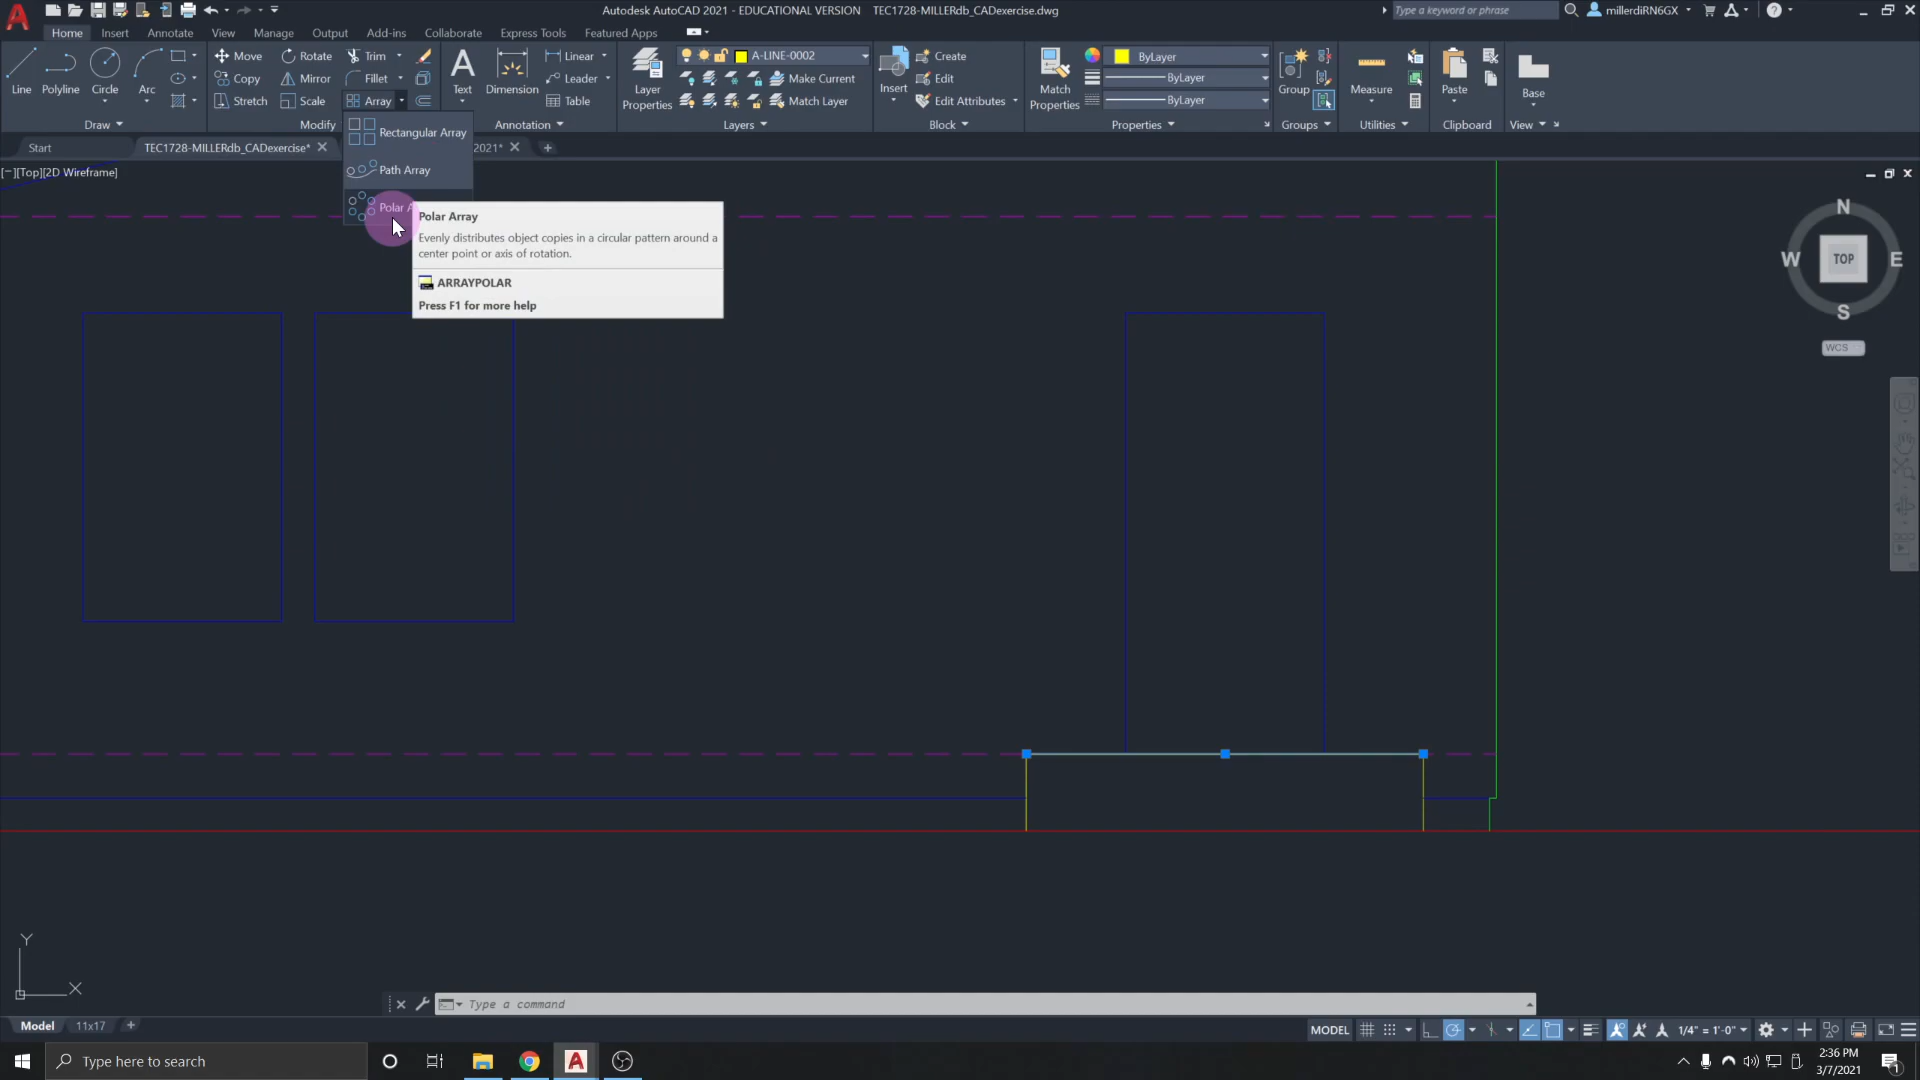 Autodesk AutoCAD 2021 - EDUCATIONAL VERSION TEC1728-MILLERdb_CADexercise.dwg
Type a keyword or phrase
millerdiRN6GX
Home Insert Annotate View Manage Output Add-ins Collaborate Express Tools Featured Apps
Line Polyline Circle Arc
Move Rotate Trim
Copy Mirror Fillet
Stretch Scale Array
Text Dimension
Linear
Leader
Table
Layer Properties
A-LINE-0002
Make Current
Match Layer
Insert
Create
Edit
Edit Attributes
Match Properties
ByLayer
ByLayer
ByLayer
Group
Measure
Paste
Base
Draw Modify Annotation Layers Block Properties Groups Utilities Clipboard View
Start TEC1728-MILLERdb_CADexercise* 2021*
Rectangular Array
Path Array
Polar A
[−][Top][2D Wireframe]
Polar Array
Evenly distributes object copies in a circular pattern around a
center point or axis of rotation.
ARRAYPOLAR
Press F1 for more help
N
W TOP E
S
WCS
Y
X
Type a command
Model 11x17
MODEL 1/4" = 1'-0"
Type here to search
2:36 PM
3/7/2021
1